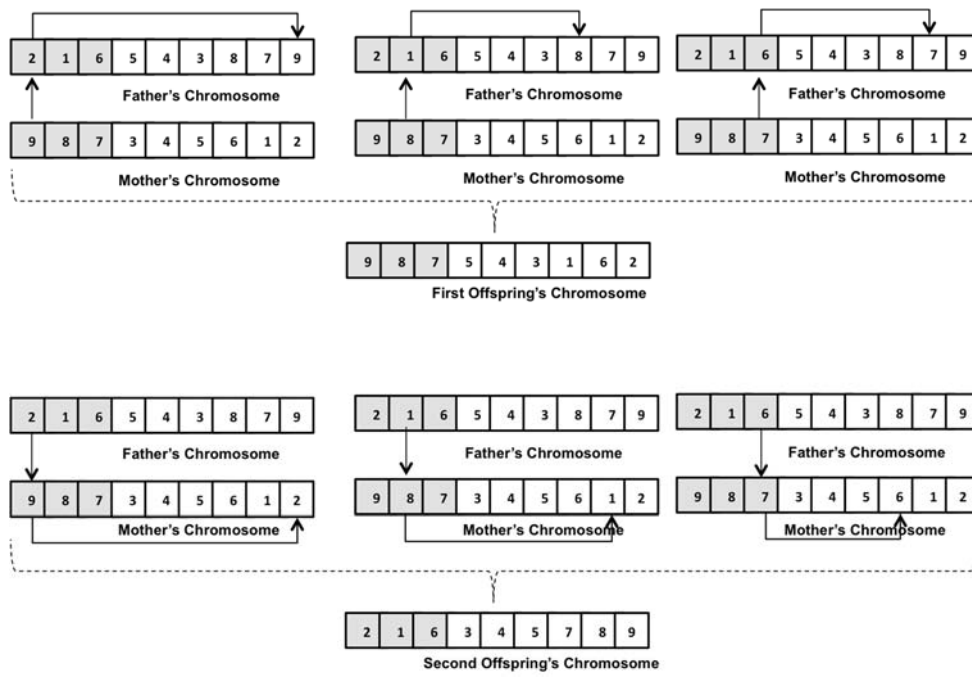 2 1 6 5 4 3 8 7 9
2 1 6 5 4 3 8 7 9
2 1 6 5 4 3 8 7 9
Father's Chromosome
Father's Chromosome
Father's Chromosome
9 8 7 3 4 5 6 1 2
9 8 7 3 4 5 6 1 2
9 8 7 3 4 5 6 1 2
Mother's Chromosome
Mother's Chromosome
Mother's Chromosome
9 8 7 5 4 3 1 6 2
First Offspring's Chromosome
2 1 6 5 4 3 8 7 9
2 1 6 5 4 3 8 7 9
2 1 6 5 4 3 8 7 9
Father's Chromosome
Father's Chromosome
Father's Chromosome
9 8 7 3 4 5 6 1 2
9 8 7 3 4 5 6 1 2
9 8 7 3 4 5 6 1 2
Mother's Chromosome
Mother's Chromosome
Mother's Chromosome
2 1 6 3 4 5 7 8 9
Second Offspring's Chromosome